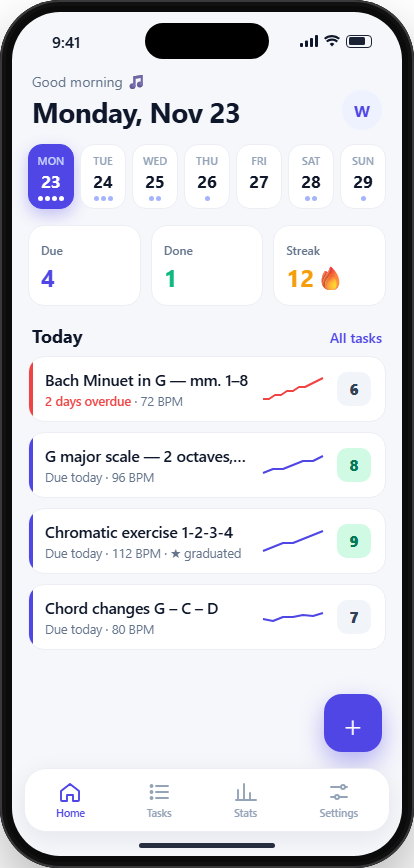 9:41
Good morning 🎵
Monday, Nov 23
W
MON TUE WED THU FRI SAT SUN
23 24 25 26 27 28 29
Due Done Streak
4 1 12 🔥
Today All tasks
Bach Minuet in G — mm. 1–8
2 days overdue · 72 BPM
6
G major scale — 2 octaves,...
Due today · 96 BPM
8
Chromatic exercise 1-2-3-4
Due today · 112 BPM · ★ graduated
9
Chord changes G – C – D
Due today · 80 BPM
7
+
Home Tasks Stats Settings